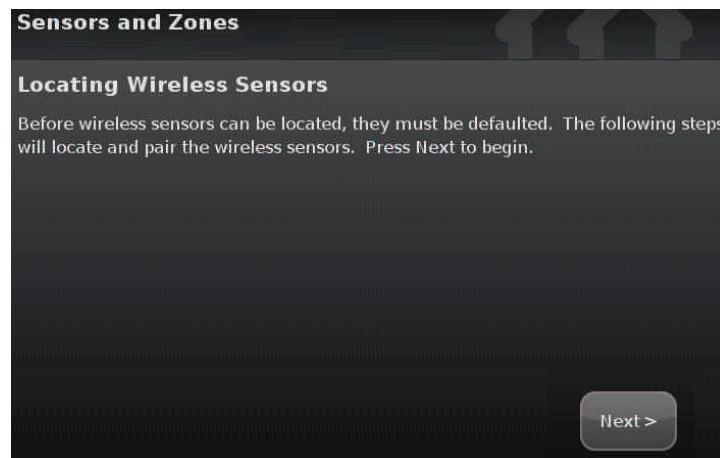 Sensors and Zones
Locating Wireless Sensors
Before wireless sensors can be located, they must be defaulted. The following steps
will locate and pair the wireless sensors. Press Next to begin.
Next >